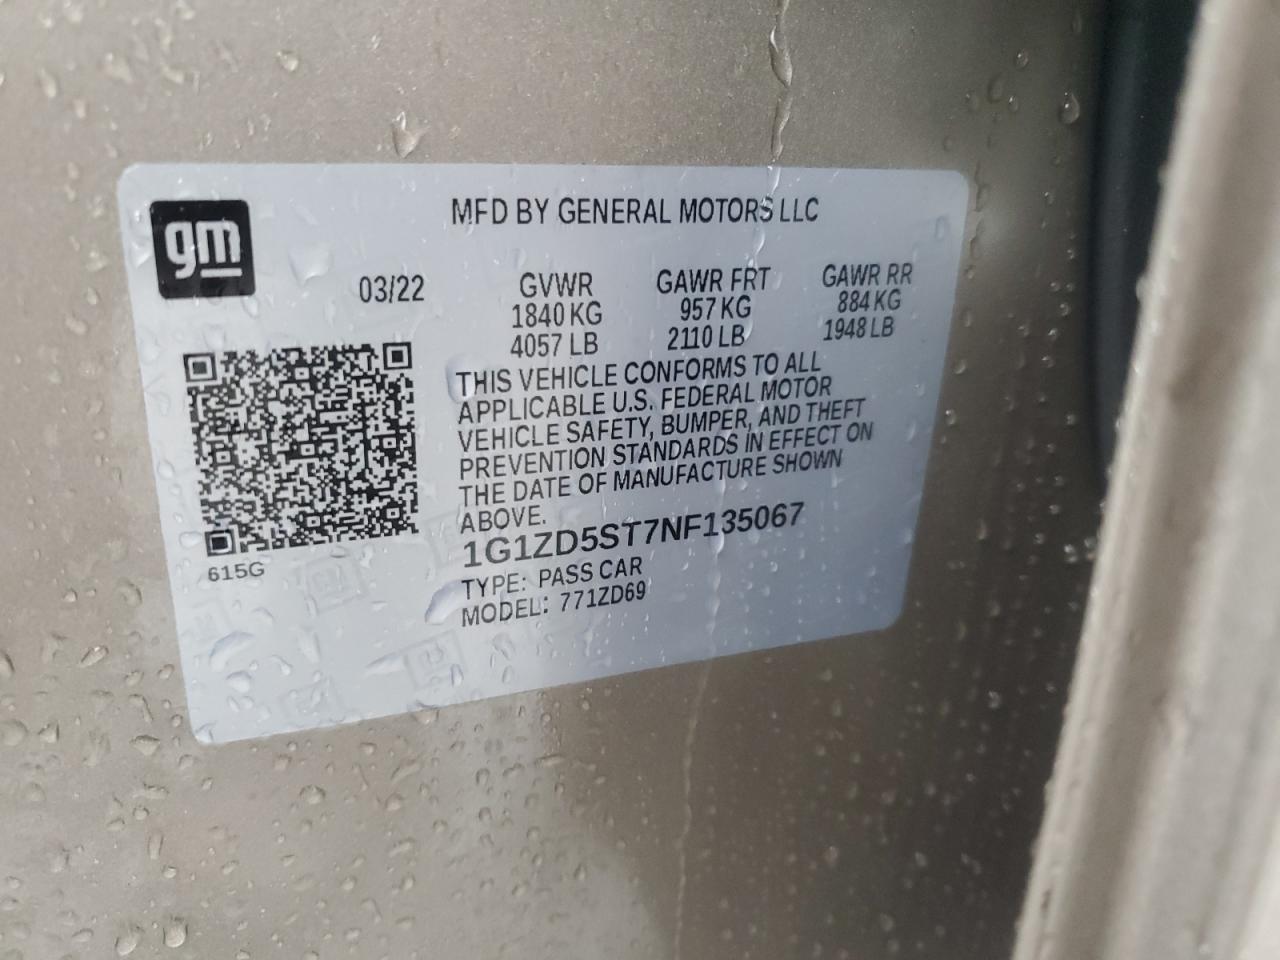 MFD BY GENERAL MOTORS LLC
gm
03/22
GVWR GAWR FRT GAWR RR
1840 KG 957 KG 884 KG
4057 LB 2110 LB 1948 LB
THIS VEHICLE CONFORMS TO ALL
APPLICABLE U.S. FEDERAL MOTOR
VEHICLE SAFETY, BUMPER, AND THEFT
PREVENTION STANDARDS IN EFFECT ON
THE DATE OF MANUFACTURE SHOWN
ABOVE.
1G1ZD5ST7NF135067
615G
TYPE: PASS CAR
MODEL: 771ZD69